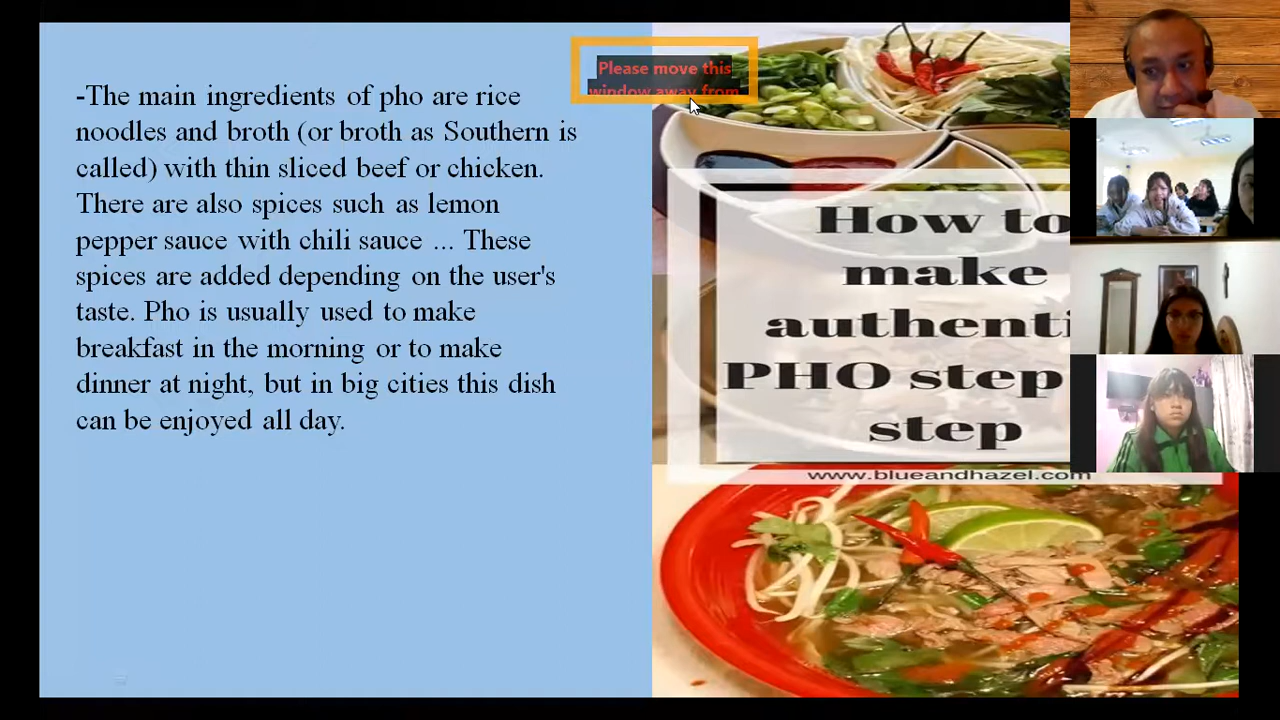 -The main ingredients of pho are rice
noodles and broth (or broth as Southern is
called) with thin sliced beef or chicken.
There are also spices such as lemon
pepper sauce with chili sauce ... These
spices are added depending on the user's
taste. Pho is usually used to make
breakfast in the morning or to make
dinner at night, but in big cities this dish
can be enjoyed all day.
Please move this
window away from
How to
make
authenti
PHO step
step
www.blueandhazel.com